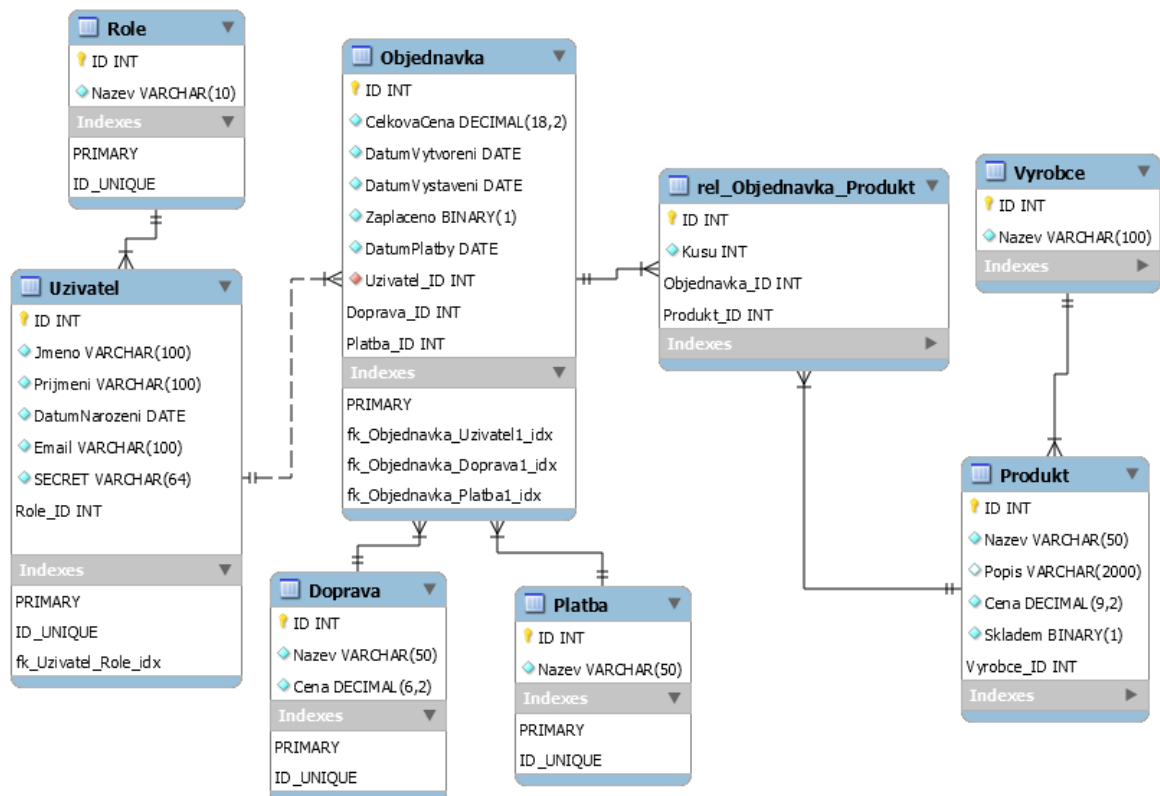 Role
ID INT
Nazev VARCHAR(10)
Indexes
PRIMARY
ID_UNIQUE
Uzivatel
ID INT
Jmeno VARCHAR(100)
Prijmeni VARCHAR(100)
DatumNarozeni DATE
Email VARCHAR(100)
SECRET VARCHAR(64)
Role_ID INT
Indexes
PRIMARY
ID_UNIQUE
fk_Uzivatel_Role_idx
Objednavka
ID INT
CelkovaCena DECIMAL(18,2)
DatumVytvoreni DATE
DatumVystaveni DATE
Zaplaceno BINARY(1)
DatumPlatby DATE
Uzivatel_ID INT
Doprava_ID INT
Platba_ID INT
Indexes
PRIMARY
fk_Objednavka_Uzivatel1_idx
fk_Objednavka_Doprava1_idx
fk_Objednavka_Platba1_idx
Doprava
ID INT
Nazev VARCHAR(50)
Cena DECIMAL(6,2)
Indexes
PRIMARY
ID_UNIQUE
Platba
ID INT
Nazev VARCHAR(50)
Indexes
PRIMARY
ID_UNIQUE
rel_Objednavka_Produkt
ID INT
Kusu INT
Objednavka_ID INT
Produkt_ID INT
Indexes
Vyrobce
ID INT
Nazev VARCHAR(100)
Indexes
Produkt
ID INT
Nazev VARCHAR(50)
Popis VARCHAR(2000)
Cena DECIMAL(9,2)
Skladem BINARY(1)
Vyrobce_ID INT
Indexes